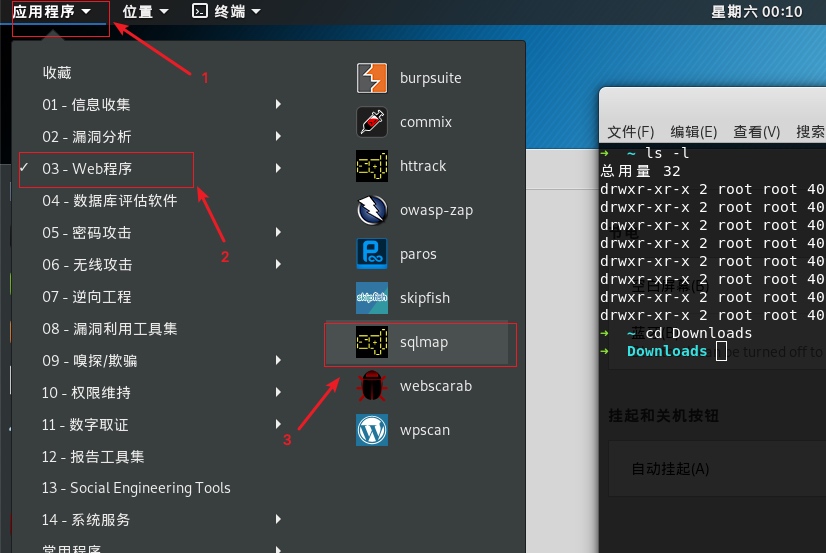 应用程序 位置 终端 星期六 00:10
1
收藏
01 - 信息收集
02 - 漏洞分析
03 - Web程序
04 - 数据库评估软件
05 - 密码攻击
2
06 - 无线攻击
07 - 逆向工程
08 - 漏洞利用工具集
09 - 嗅探/欺骗
10 - 权限维持
11 - 数字取证
12 - 报告工具集
13 - Social Engineering Tools
14 - 系统服务
常用程序
burpsuite
commix
httrack
owasp-zap
paros
skipfish
sqlmap
webscarab
wpscan
3
文件(F) 编辑(E) 查看(V) 搜索
➜ ~ ls -l
总用量 32
drwxr-xr-x 2 root root 40
drwxr-xr-x 2 root root 40
drwxr-xr-x 2 root root 40
drwxr-xr-x 2 root root 40
drwxr-xr-x 2 root root 40
drwxr-xr-x 2 root root 40
drwxr-xr-x 2 root root 40
drwxr-xr-x 2 root root 40
➜ ~ cd Downloads
➜ Downloads
be turned off to
挂起和关机按钮
自动挂起(A)